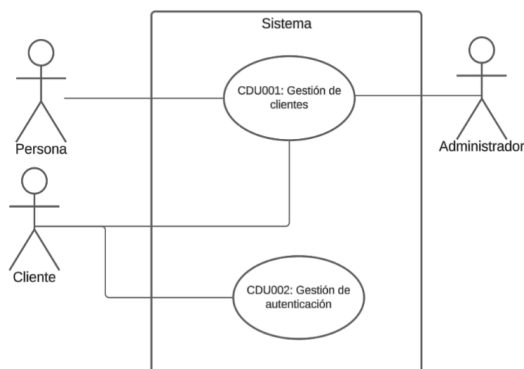 Sistema
CDU001: Gestión de
clientes
Persona
Administrador
Cliente
CDU002: Gestión de
autenticación